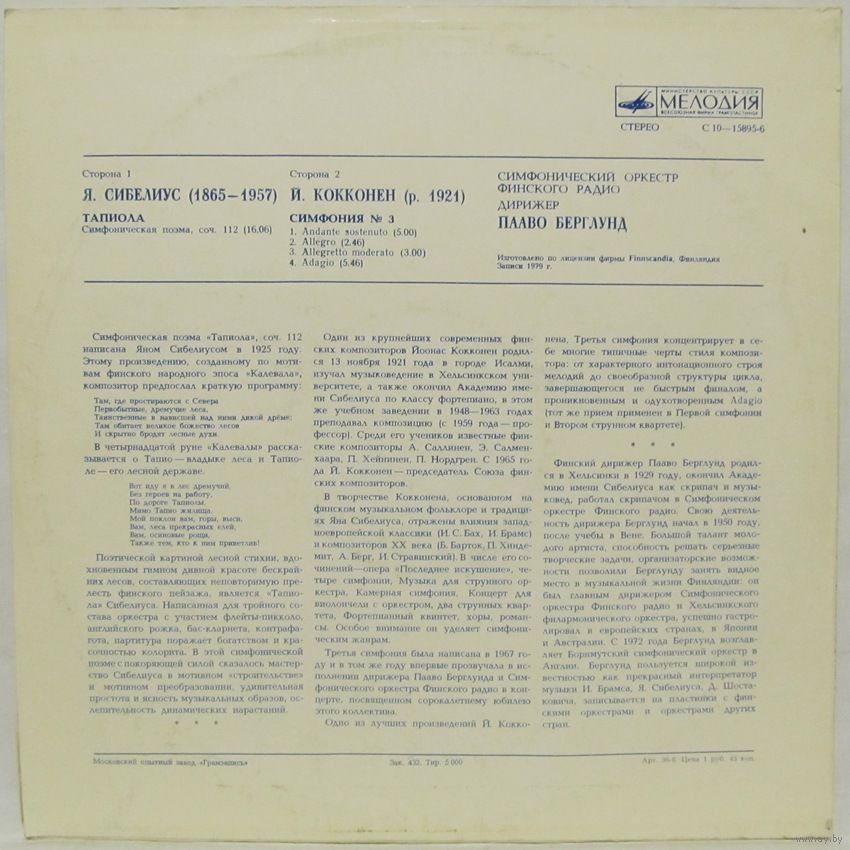 МИНИСТЕРСТВО КУЛЬТУРЫ СССР
МЕЛОДИЯ
ВСЕСОЮЗНАЯ ФИРМА ГРАМПЛАСТИНОК
СТЕРЕО С 10—15895-6
Сторона 1
Я. СИБЕЛИУС (1865—1957)
ТАПИОЛА
Симфоническая поэма, соч. 112 (16.06)
Сторона 2
Й. КОККОНЕН (р. 1921)
СИМФОНИЯ № 3
1. Andante sostenuto (5.00)
2. Allegro (2.46)
3. Allegretto moderato (3.00)
4. Adagio (5.46)
СИМФОНИЧЕСКИЙ ОРКЕСТР
ФИНСКОГО РАДИО
ДИРИЖЕР
ПААВО БЕРГЛУНД
Изготовлено по лицензии фирмы Finnscandia, Финляндия
Запись 1979 г.
Симфоническая поэма «Тапиола», соч. 112
написана Яном Сибелиусом в 1925 году.
Этому произведению, созданному по моти-
вам финского народного эпоса «Калевала»,
композитор предпослал краткую программу:
Там, где простираются с Севера
Первобытные, дремучие леса,
Таинственные в нависшей над ними дикой дрёме;
Там обитает великое божество лесов
И скрытно бродят лесные духи.
В четырнадцатой руне «Калевалы» расска-
зывается о Тапио — владыке леса и Тапио-
ле — его лесной державе.
Вот иду я в лес дремучий,
Без героев на работу,
По дороге Тапиолы,
Мимо Тапио жилища.
Мой поклон вам, горы, выси,
Вам, леса прекрасных елей,
Вам, осиновые рощи,
Также тем, кто к ним приветлив!
Поэтической картиной лесной стихии, вдо-
хновенным гимном дивной красоте бескрай-
них лесов, составляющих неповторимую пре-
лесть финского пейзажа, является «Тапио-
ла» Сибелиуса. Написанная для тройного со-
става оркестра с участием флейты-пикколо,
английского рожка, бас-кларнета, контрафа-
гота, партитура поражает богатством и кра-
сочностью колорита. В этой симфонической
поэме с покоряющей силой сказалось мастер-
ство Сибелиуса в мотивном «строительстве»
и мотивном преобразовании, удивительная
простота и ясность музыкальных образов, ос-
лепительность динамических нарастаний.
* * *
Один из крупнейших современных фин-
ских композиторов Йоонас Кокконен родил-
ся 13 ноября 1921 года в городе Исалми,
изучал музыковедение в Хельсинкском уни-
верситете, а также окончил Академию име-
ни Сибелиуса по классу фортепиано, в этом
же учебном заведении в 1948—1963 годах
преподавал композицию (с 1959 года — про-
фессор). Среди его учеников известные фин-
ские композиторы А. Саллинен, Э. Салмен-
хаара, П. Хейнинен, П. Нордгрен. С 1965 го-
да Й. Кокконен — председатель Союза фин-
ских композиторов.
В творчестве Кокконена, основанном на
финском музыкальном фольклоре и традици-
ях Яна Сибелиуса, отражены влияния запад-
ноевропейской классики (И. С. Бах, И. Брамс)
и композиторов XX века (Б. Барток, П. Хинде-
мит, А. Берг, И. Стравинский). В числе его со-
чинений—опера «Последнее искушение», че-
тыре симфонии, Музыка для струнного ор-
кестра, Камерная симфония, Концерт для
виолончели с оркестром, два струнных квар-
тета, Фортепианный квинтет, хоры, роман-
сы. Особое внимание он уделяет симфони-
ческим жанрам.
Третья симфония была написана в 1967 го-
ду и в том же году впервые прозвучала в ис-
полнении дирижера Пааво Берглунда и Сим-
фонического оркестра Финского радио в кон-
церте, посвященном сорокалетнему юбилею
этого коллектива.
Одно из лучших произведений Й. Кокко-
нена, Третья симфония концентрирует в се-
бе многие типичные черты стиля компози-
тора: от характерного интонационного строя
мелодий до своеобразной структуры цикла,
завершающегося не быстрым финалом, а
проникновенным и одухотворенным Adagio
(тот же прием применен в Первой симфонии
и Втором струнном квартете).
* * *
Финский дирижер Пааво Берглунд родил-
ся в Хельсинки в 1929 году, окончил Акаде-
мию имени Сибелиуса как скрипач и музы-
ковед, работал скрипачом в Симфоническом
оркестре Финского радио. Свою деятель-
ность дирижера Берглунд начал в 1950 году,
после учебы в Вене. Большой талант моло-
дого артиста, способность решать серьезные
творческие задачи, организаторские возмож-
ности позволили Берглунду занять видное
место в музыкальной жизни Финляндии: он
был главным дирижером Симфонического
оркестра Финского радио и Хельсинкского
филармонического оркестра, успешно гастро-
лировал в европейских странах, в Японии
и Австралии. С 1972 года Берглунд возглав-
ляет Борнмутский симфонический оркестр в
Англии. Берглунд пользуется широкой из-
вестностью как прекрасный интерпретатор
музыки И. Брамса, Я. Сибелиуса, Д. Шоста-
ковича, записывается на пластинки с фин-
скими оркестрами и оркестрами других
стран.
Московский опытный завод «Грамзапись» Зак. 432. Тир. 5 000 Арт. 36-8. Цена 1 руб. 45 коп.
ay.by